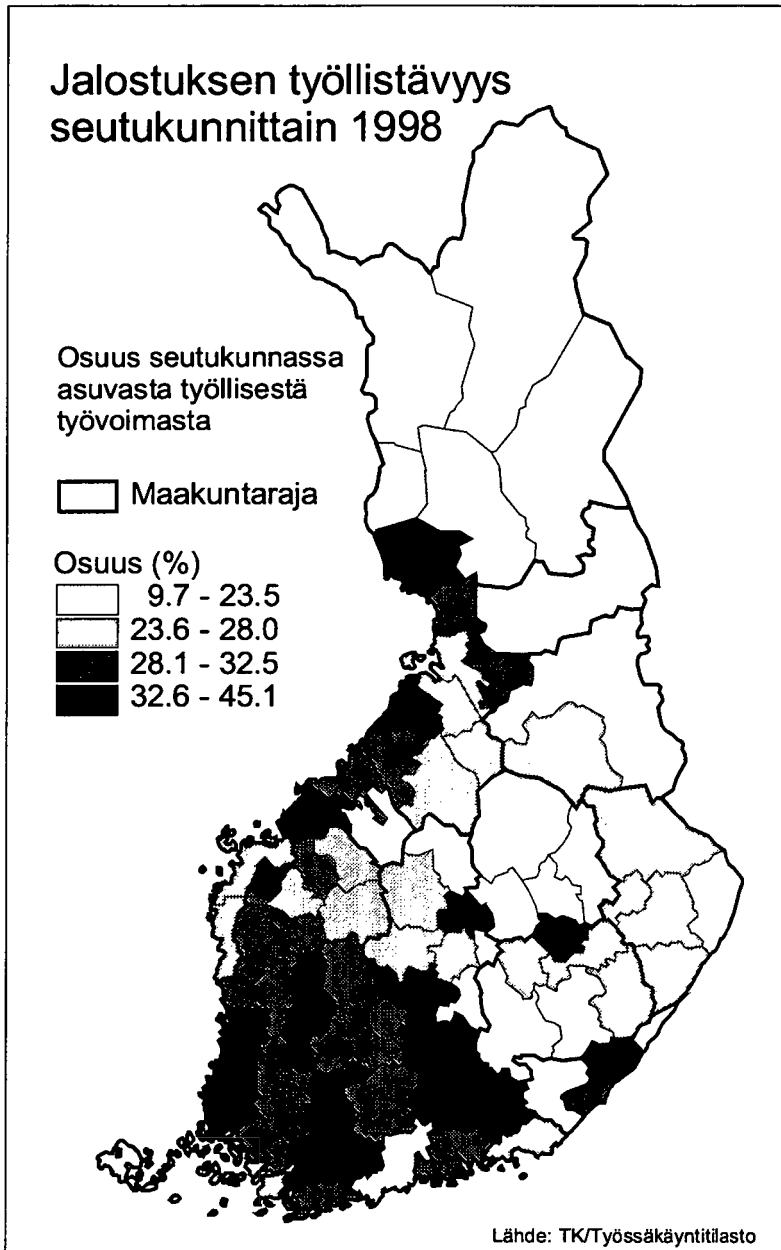 Jalostuksen työllistävyys
seutukunnittain 1998
Osuus seutukunnassa
asuvasta työllisestä
työvoimasta
Maakuntaraja
Osuus (%)
9.7 - 23.5
23.6 - 28.0
28.1 - 32.5
32.6 - 45.1
Lähde: TK/Työssäkäyntitilasto